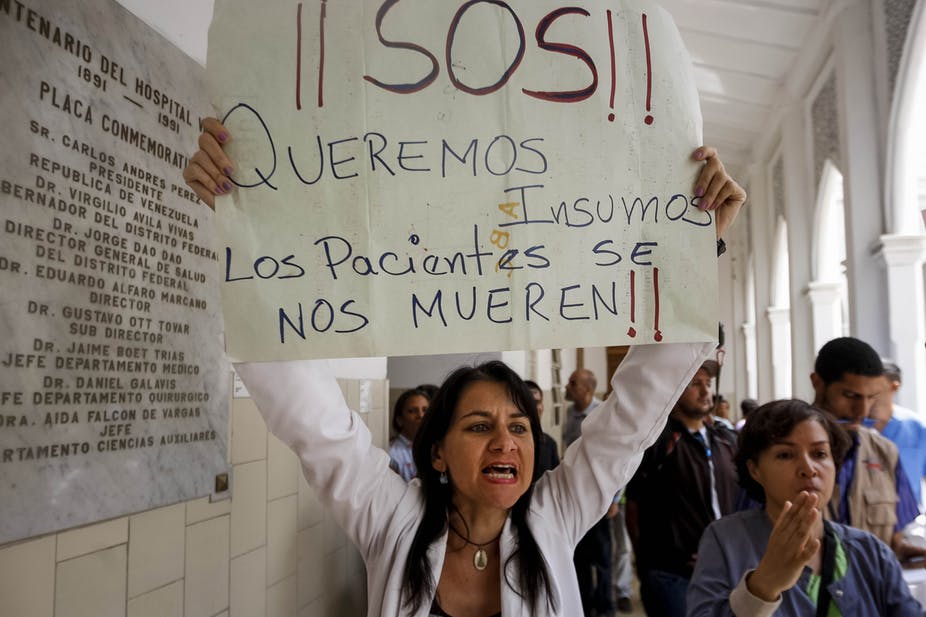 ¡¡SOS!!
QUEREMOS
INSUMOS
LOS PACIENTES SE
NOS MUEREN!!
NTENARIO DEL HOSPITAL V
1891 — 1991
PLACA CONMEMORATI
SR. CARLOS ANDRES PERE
PRESIDENTE
REPUBLICA DE VENEZUELA
DR. VIRGILIO AVILA VIVAS
BERNADOR DEL DISTRITO FEDERAL
DR. JORGE DAO DAO
DIRECTOR GENERAL DE SALUD
DEL DISTRITO FEDERAL
DR. EDUARDO ALFARO MARCANO
DIRECTOR
DR. GUSTAVO OTT TOVAR
SUB DIRECTOR
DR. JAIME BOET TRIAS
JEFE DEPARTAMENTO MEDICO
DR. DANIEL GALAVIS
FE DEPARTAMENTO QUIRURGICO
DRA. AIDA FALCON DE VARGAS
JEFE
RTAMENTO CIENCIAS AUXILIARES